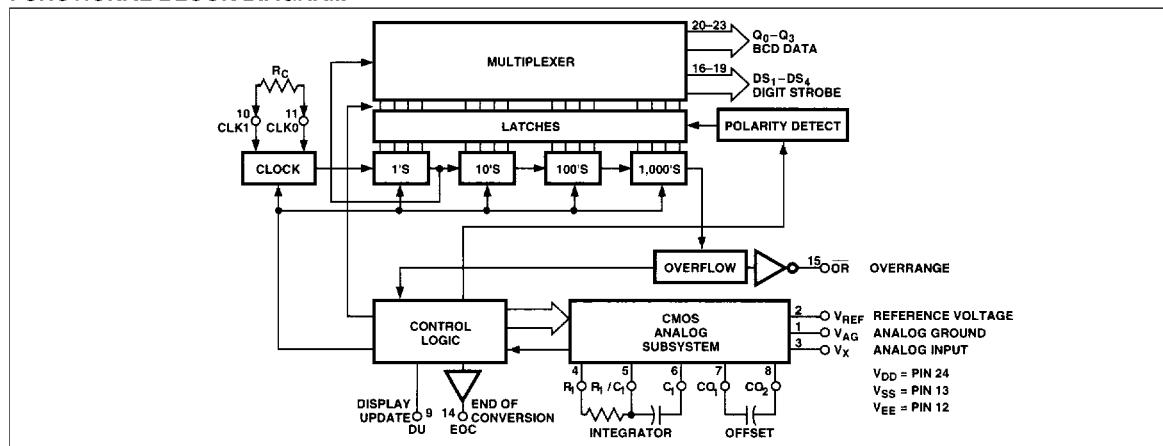 20–23
Q0–Q3
BCD DATA
MULTIPLEXER
16–19
DS1–DS4
DIGIT STROBE
RC
10
11
CLK1
CLK0
LATCHES
POLARITY DETECT
CLOCK
1'S
10'S
100'S
1,000'S
OVERFLOW
15
OR
OVERRANGE
CONTROL
LOGIC
CMOS
ANALOG
SUBSYSTEM
2
VREF REFERENCE VOLTAGE
1
VAG ANALOG GROUND
3
VX ANALOG INPUT
4
5
6
7
8
R1
R1 / C1
C1
CO1
CO2
VDD = PIN 24
VSS = PIN 13
VEE = PIN 12
DISPLAY
UPDATE
9
DU
14
EOC
END OF
CONVERSION
INTEGRATOR
OFFSET